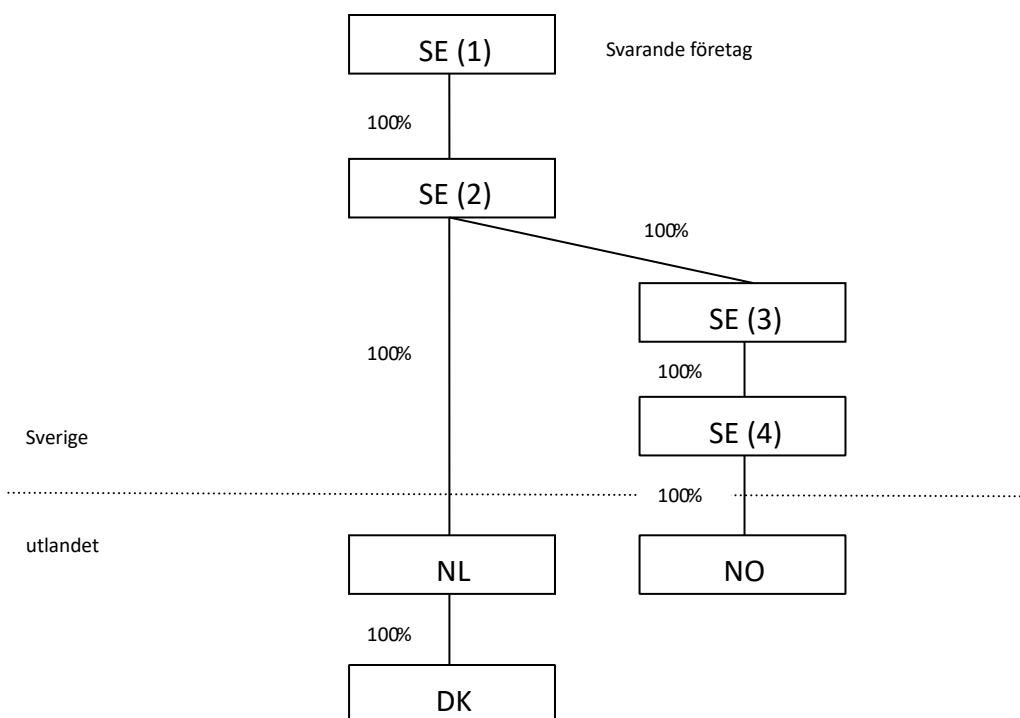 SE (1)
Svarande företag
100%
SE (2)
100%
SE (3)
100%
100%
SE (4)
Sverige
100%
utlandet
NL
NO
100%
DK